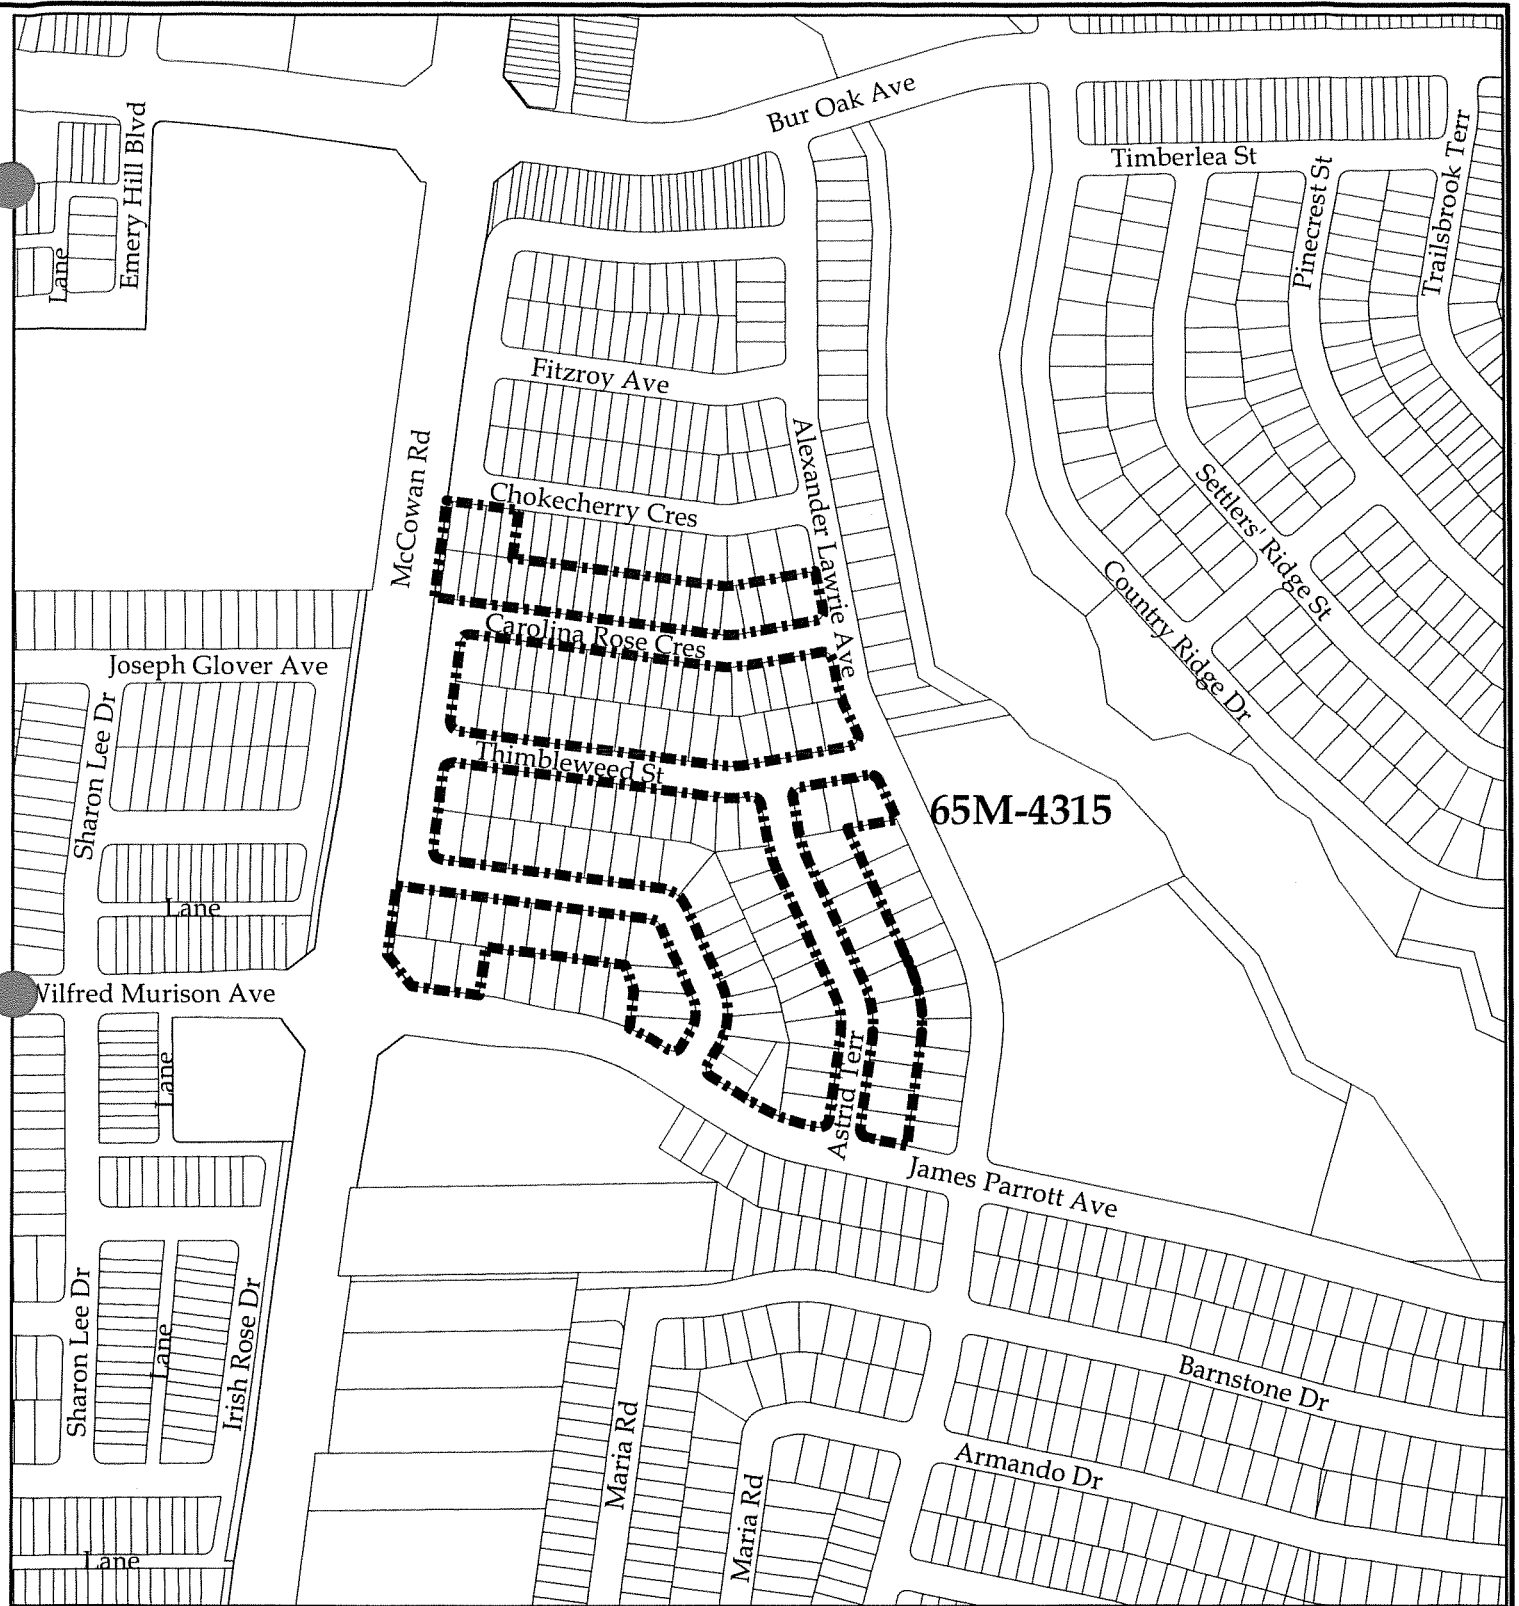 Bur Oak Ave
Emery Hill Blvd
Lane
Timberlea St
Pinecrest St
Trailsbrook Terr
Fitzroy Ave
McCowan Rd
Alexander Lawrie Ave
Chokecherry Cres
Settlers' Ridge St
Country Ridge Dr
Carolina Rose Cres
Joseph Glover Ave
Sharon Lee Dr
Thimbleweed St
65M-4315
Lane
Wilfred Murison Ave
Lane
Astrid Terr
James Parrott Ave
Sharon Lee Dr
Lane
Irish Rose Dr
Barnstone Dr
Maria Rd
Armando Dr
Maria Rd
Lane